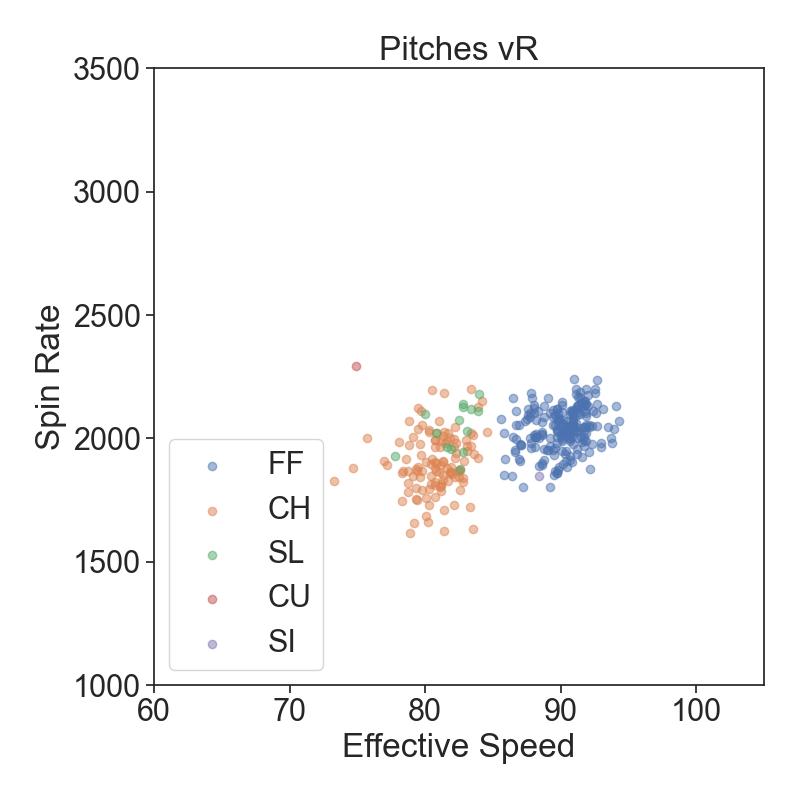 Pitches vR
3500
3000
2500
2000
1500
1000
Spin Rate
FF
CH
SL
CU
SI
60 70 80 90 100
Effective Speed